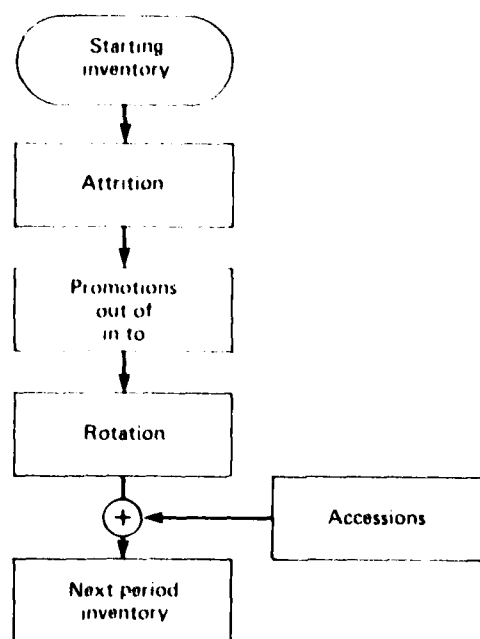 Starting
inventory
Attrition
Promotions
out of
in to
Rotation
+
Accessions
Next period
inventory